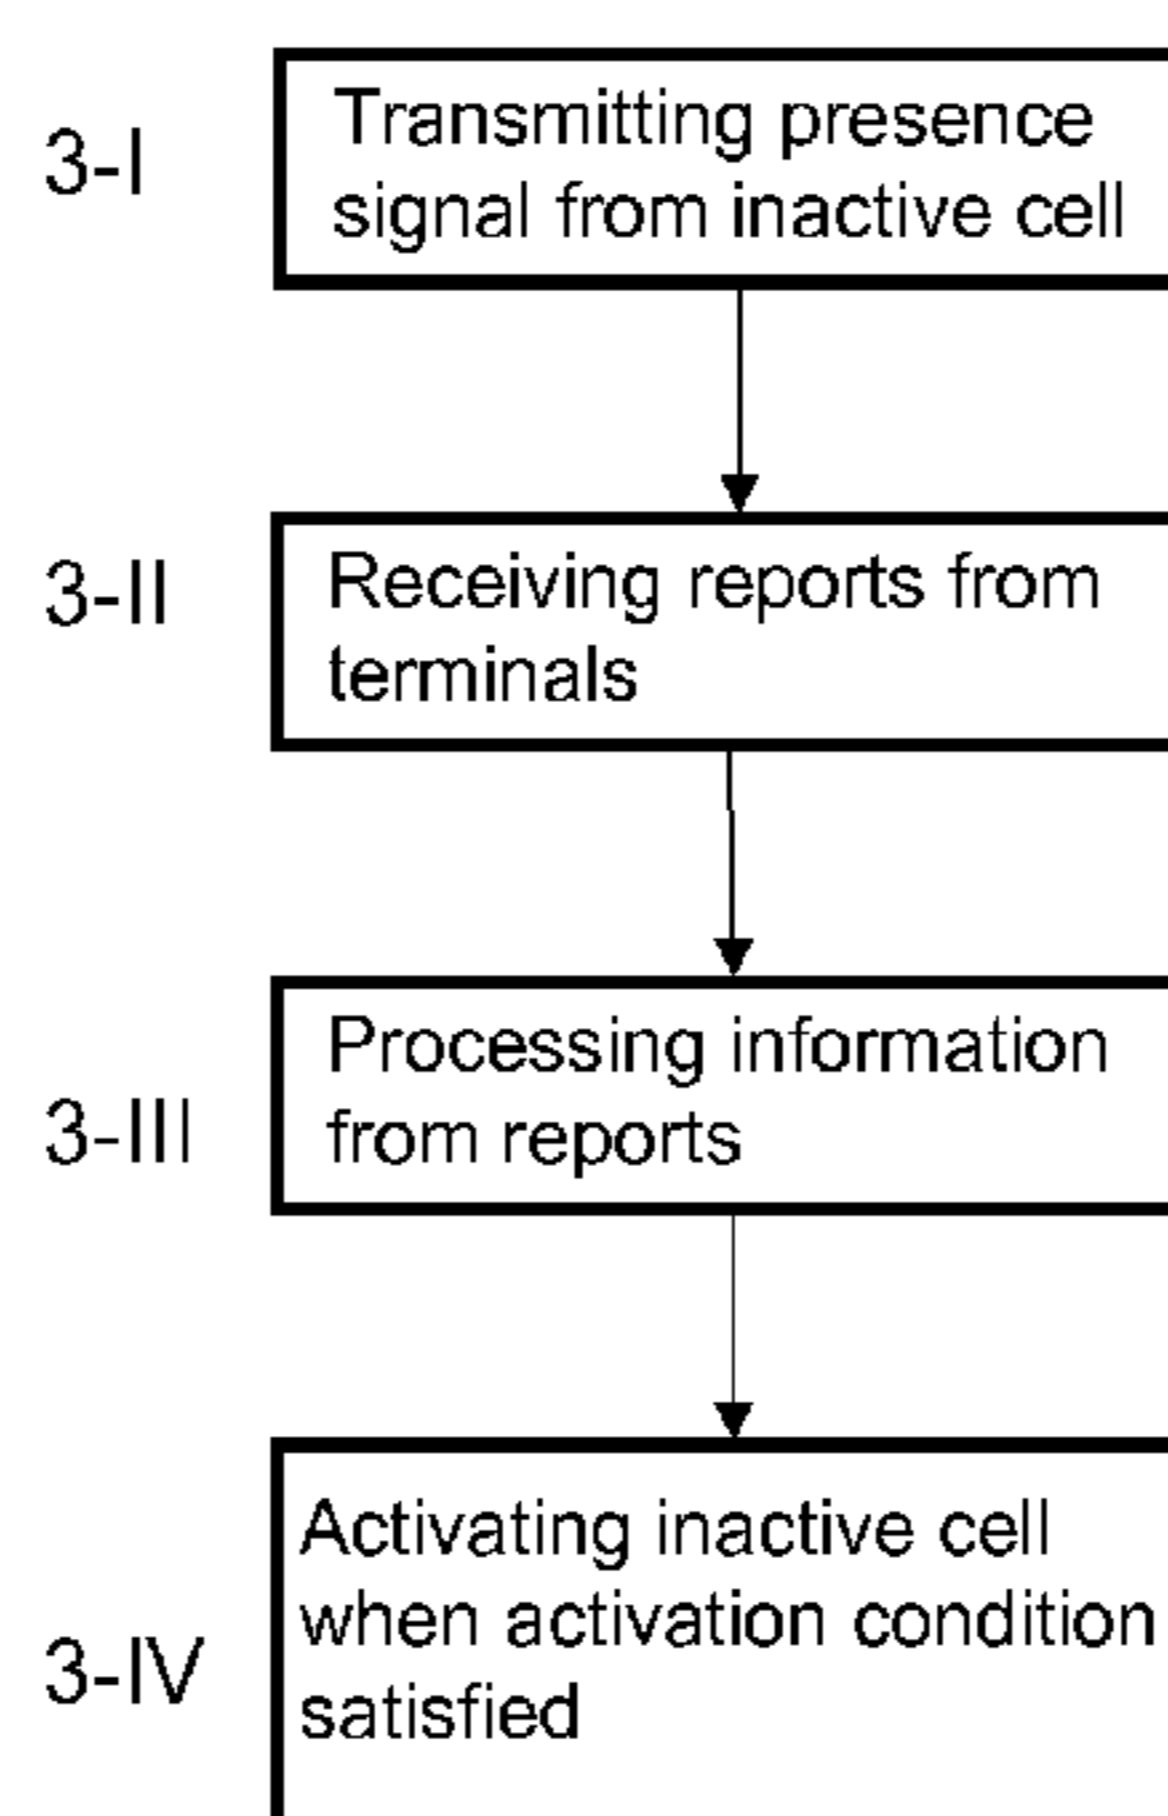 3-I
Transmitting presence
signal from inactive cell
3-II
Receiving reports from
terminals
3-III
Processing information
from reports
3-IV
Activating inactive cell
when activation condition
satisfied